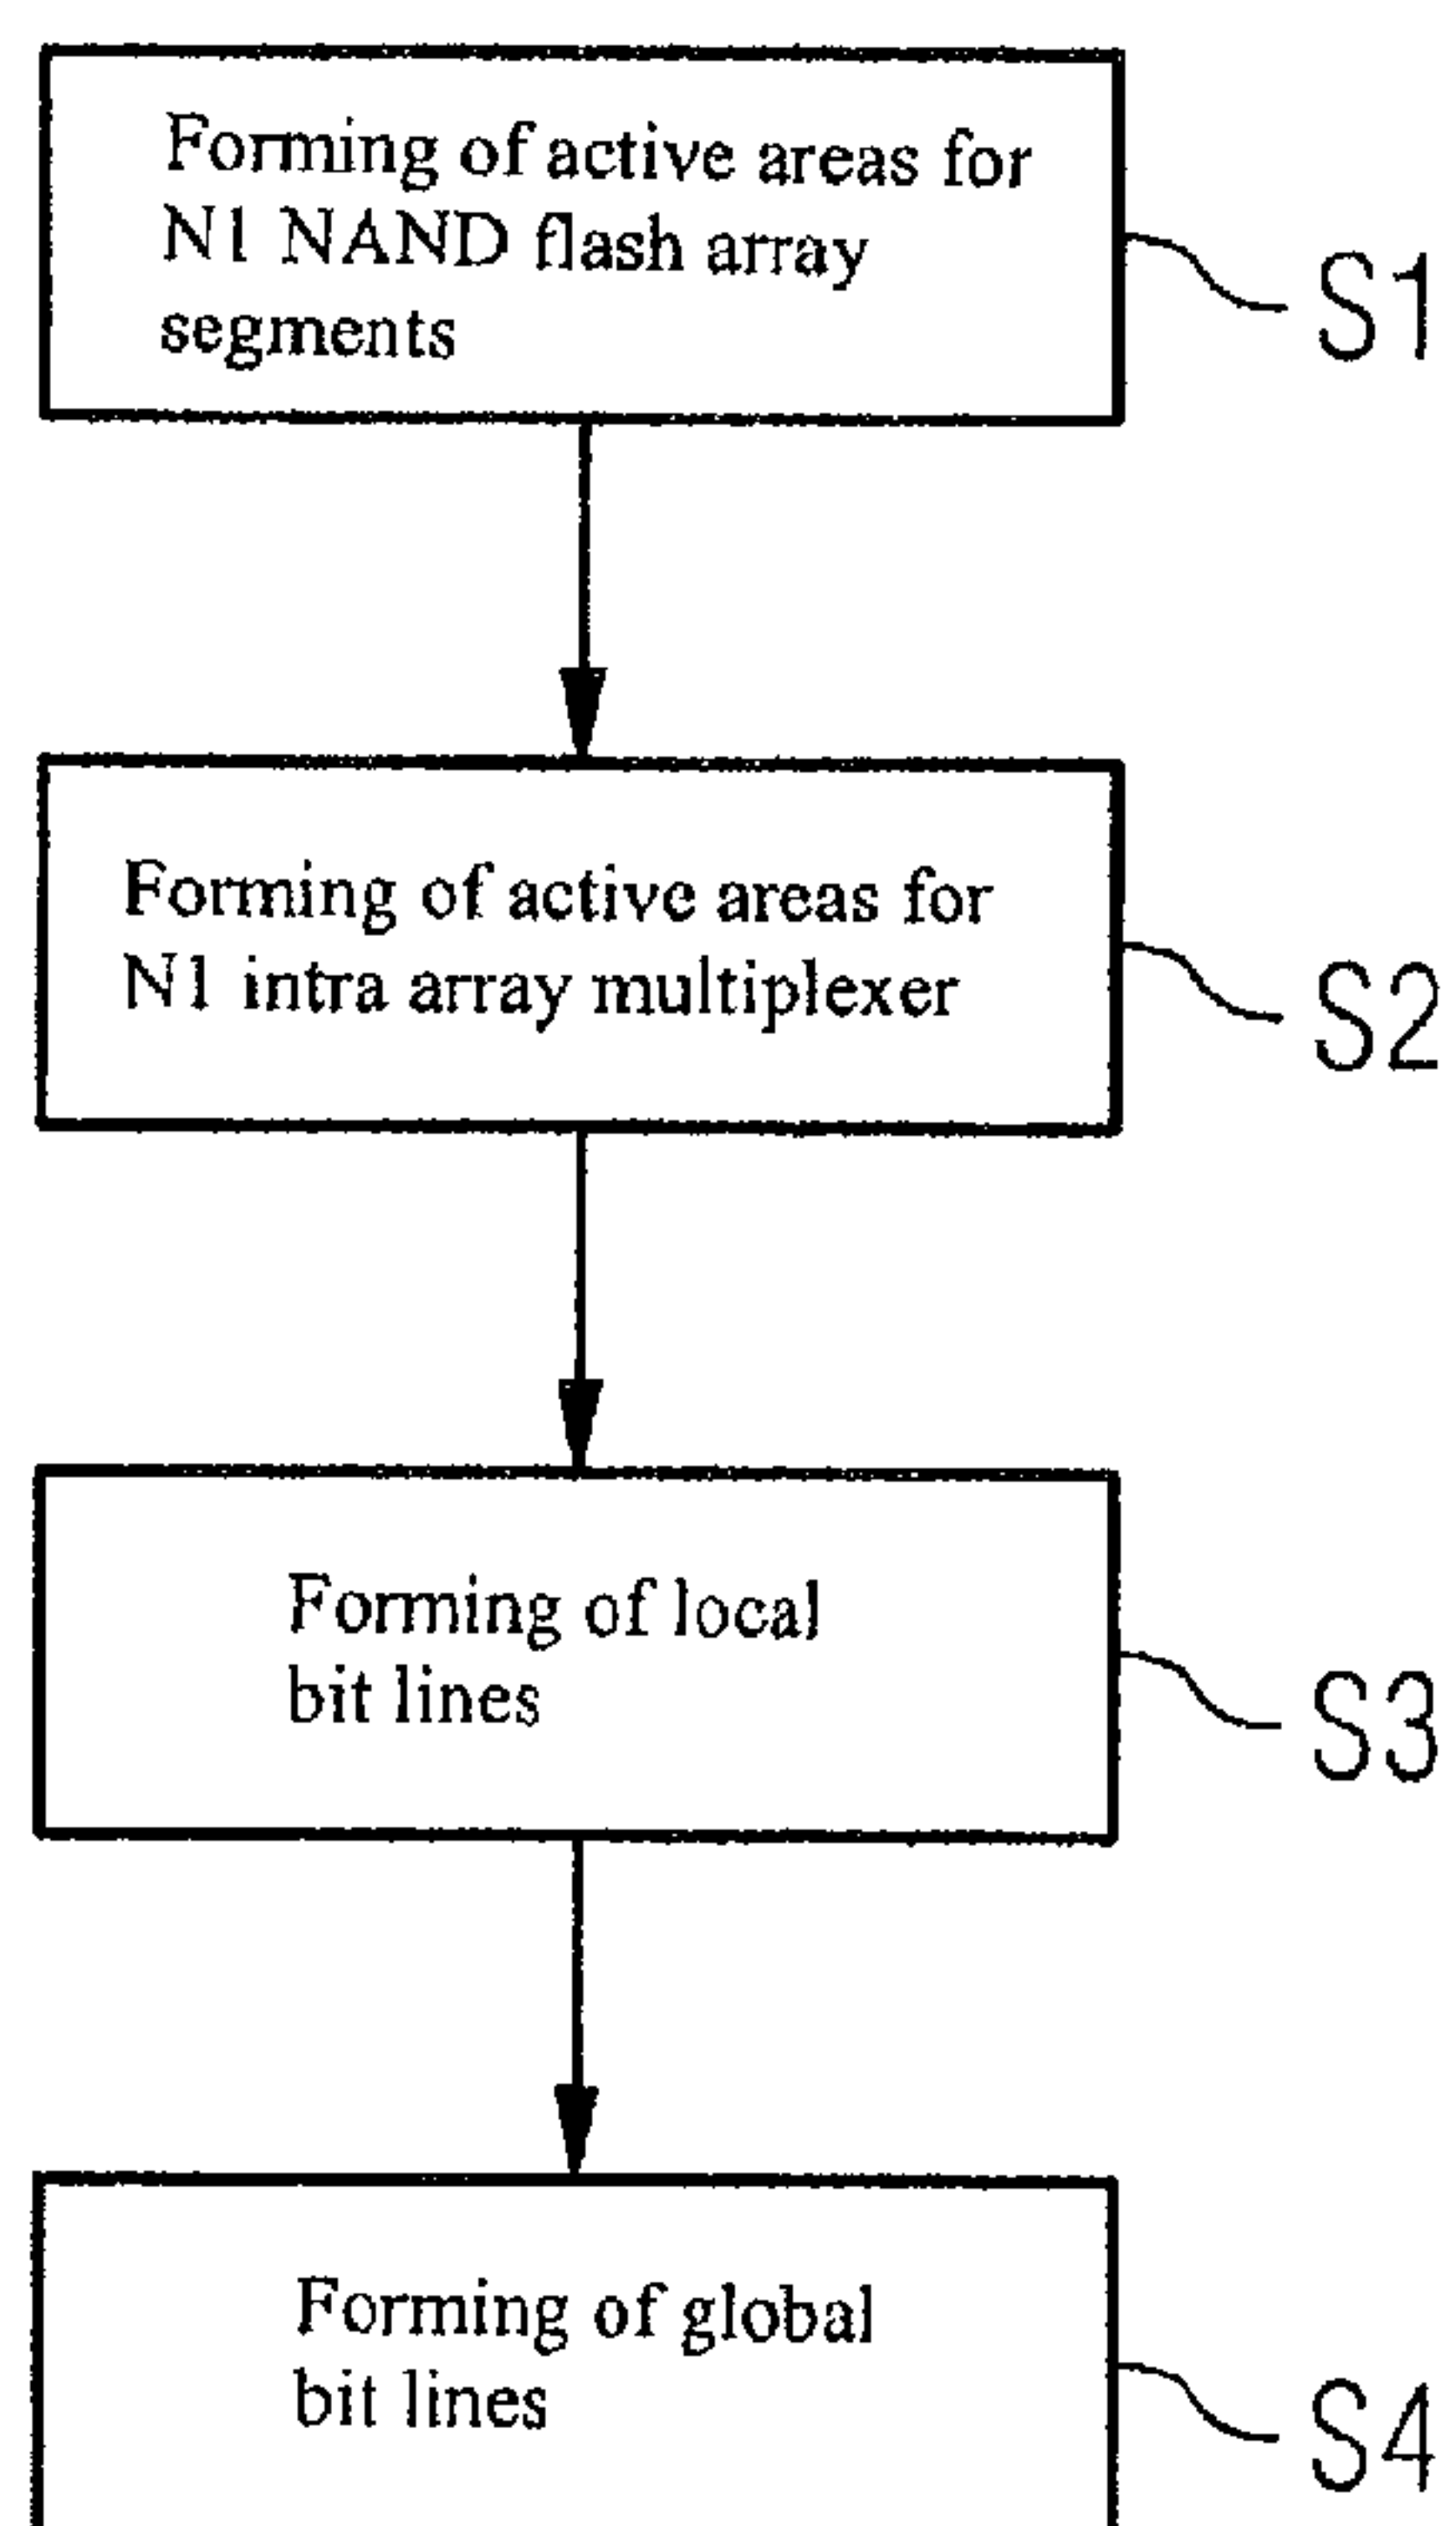 Forming of active areas for
N1 NAND flash array
segments
S1
Forming of active areas for
N1 intra array multiplexer
S2
Forming of local
bit lines
S3
Forming of global
bit lines
S4